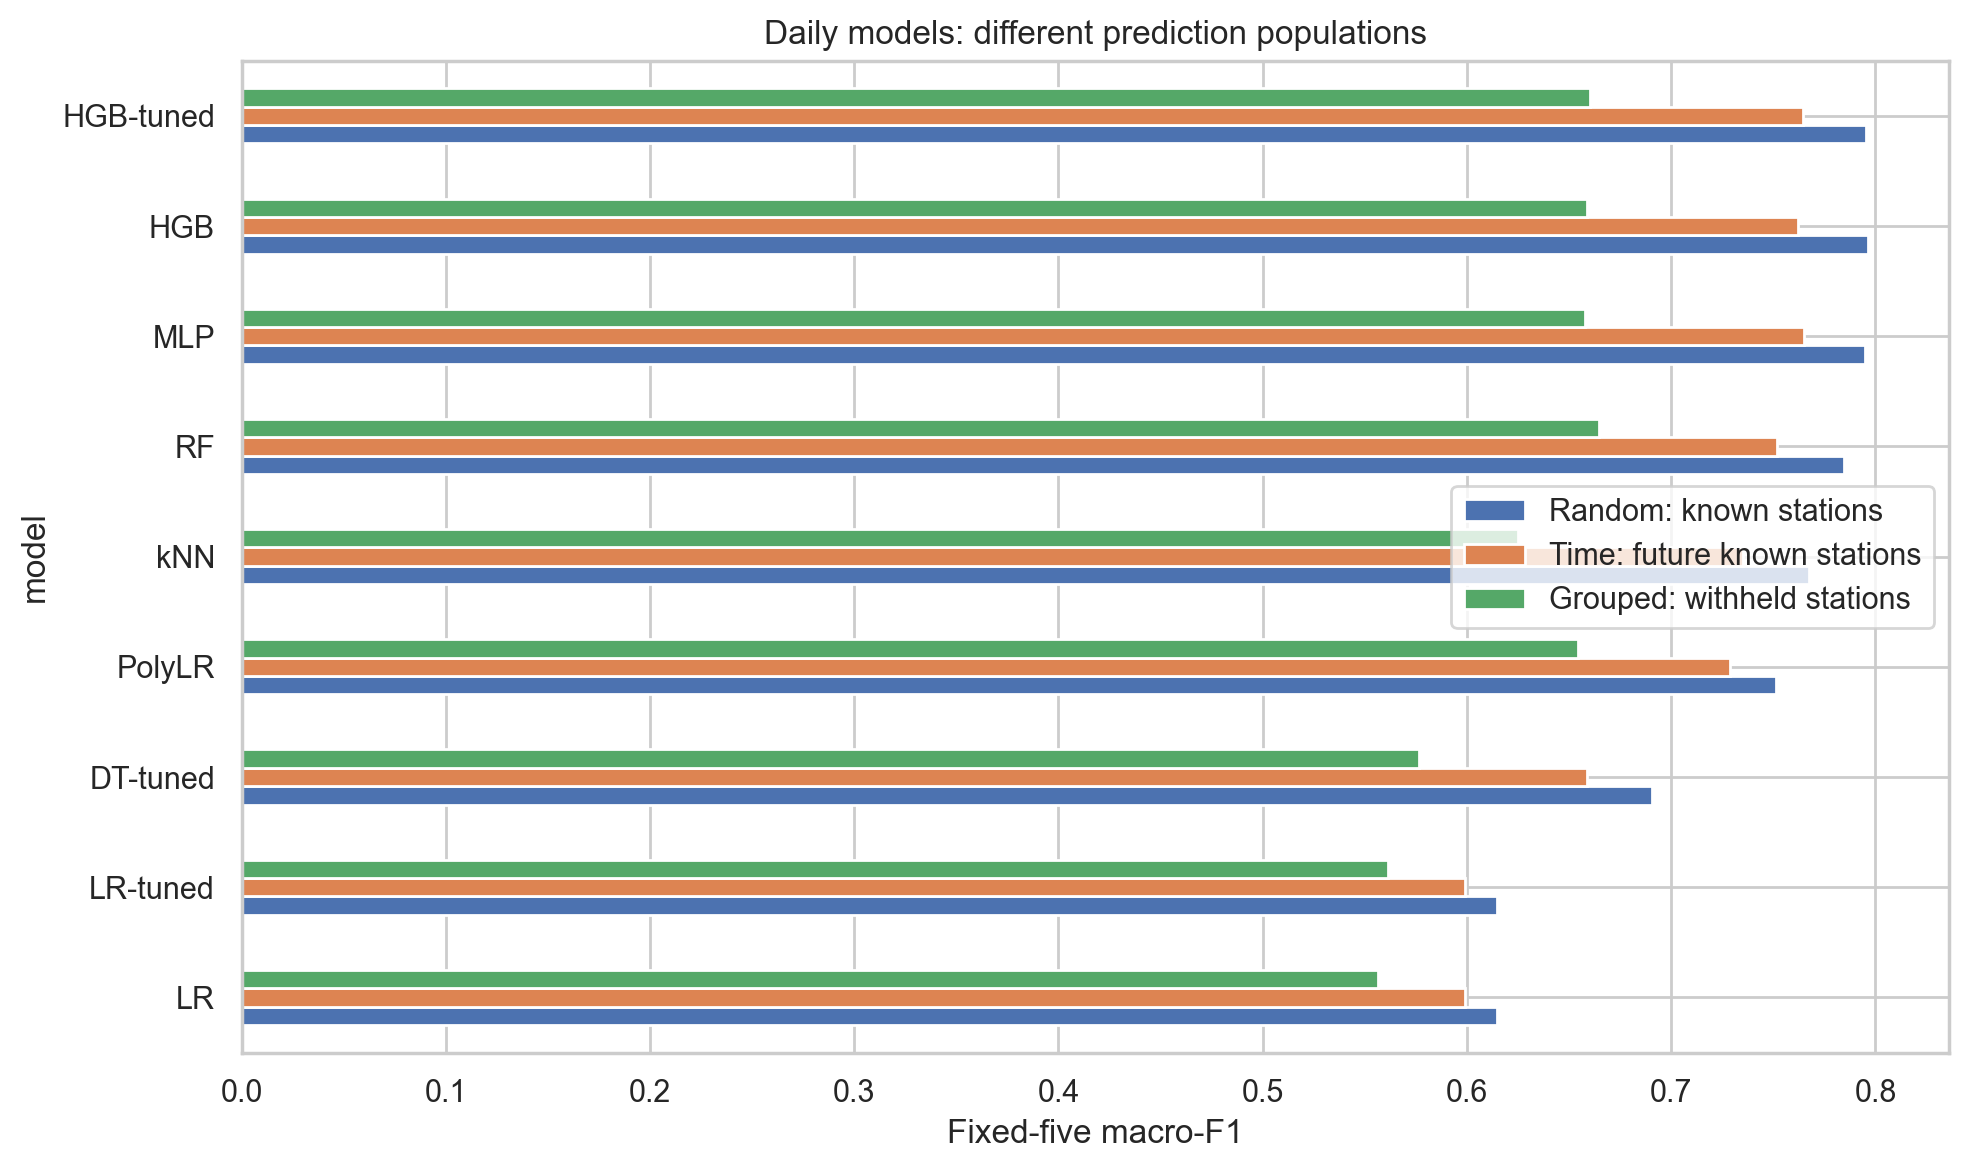 Daily models: different prediction populations
HGB-tuned
HGB
MLP
RF
kNN
PolyLR
DT-tuned
LR-tuned
LR
model
Random: known stations
Time: future known stations
Grouped: withheld stations
0.0 0.1 0.2 0.3 0.4 0.5 0.6 0.7 0.8
Fixed-five macro-F1